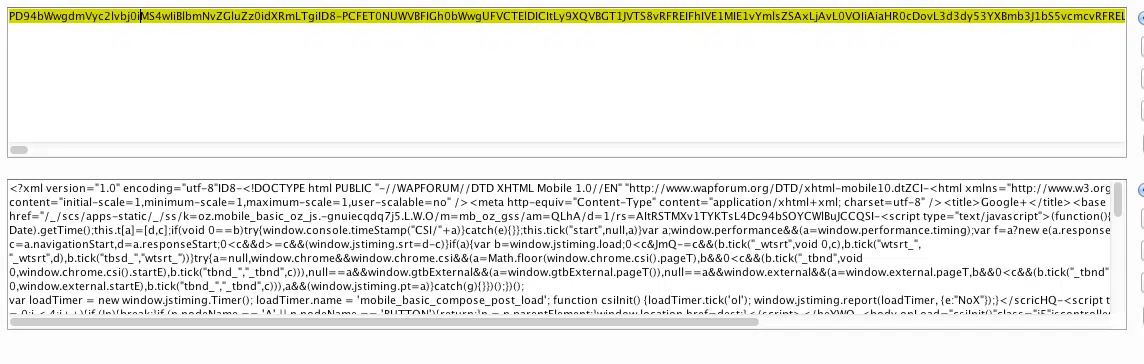 PD94bWwgdmVyc2lvbj0iMS4wIiBlbmNvZGluZz0idXRmLTgiID8-PCFET0NUWVBFIGh0bWwgUFVCTElDICItLy9XQVBGT1JVTS8vRFREIFhIVE1MIE1vYmlsZSAxLjAvL0VOIiAiaHR0cDovL3d3dy53YXBmb3J1bS5vcmcvRFREL
<?xml version="1.0" encoding="utf-8"ID8-<!DOCTYPE html PUBLIC "-//WAPFORUM//DTD XHTML Mobile 1.0//EN" "http://www.wapforum.org/DTD/xhtml-mobile10.dtZCI-<html xmlns="http://www.w3.org
content="initial-scale=1,minimum-scale=1,maximum-scale=1,user-scalable=no" /><meta http-equiv="Content-Type" content="application/xhtml+xml; charset=utf-8" /><title>Google+</title><base
href="/_/scs/apps-static/_/ss/k=oz.mobile_basic_oz_js.-gnuiecqdq7j5.L.W.O/m=mb_oz_gss/am=QLhA/d=1/rs=AItRSTMXv1TYKTsL4Dc94bSOYCWlBuJCCQSI-<script type="text/javascript">(function(){
Date).getTime();this.t[a]=[d,c];if(void 0==b)try{window.console.timeStamp("CSI/"+a)}catch(e){}};this.tick("start",null,a)}var a;window.performance&&(a=window.performance.timing);var f=a?new e(a.response
c=a.navigationStart,d=a.responseStart;0<c&&d>=c&&(window.jstiming.srt=d-c)}if(a){var b=window.jstiming.load;0<c&JmQ-=c&&(b.tick("_wtsrt",void 0,c),b.tick("wtsrt_",
"_wtsrt",d),b.tick("tbsd_","wtsrt_"))}try{a=null,window.chrome&&window.chrome.csi&&(a=Math.floor(window.chrome.csi().pageT),b&&0<c&&(b.tick("_tbnd",void
0,window.chrome.csi().startE),b.tick("tbnd_","_tbnd",c))),null==a&&window.gtbExternal&&(a=window.gtbExternal.pageT()),null==a&&window.external&&(a=window.external.pageT,b&&0<c&&(b.tick("_tbnd"
0,window.external.startE),b.tick("tbnd_","_tbnd",c))),a&&(window.jstiming.pt=a)}catch(g){}})();})();
var loadTimer = new window.jstiming.Timer(); loadTimer.name = 'mobile_basic_compose_post_load'; function csiInit() {loadTimer.tick('ol'); window.jstiming.report(loadTimer, {e:"NoX"});}</scricHQ-<script t